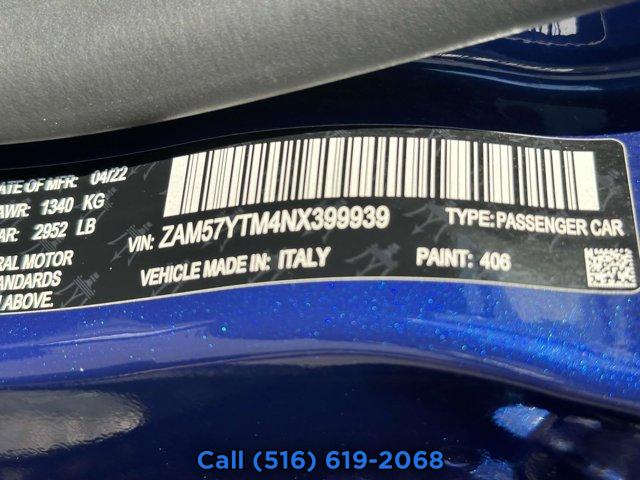 ATE OF MFR: 04/22
AWR: 1340 KG
AR: 2952 LB
VIN: ZAM57YTM4NX399939
TYPE: PASSENGER CAR
RAL MOTOR
VEHICLE MADE IN: ITALY
PAINT: 406
ANDARDS
ABOVE.
Call (516) 619-2068